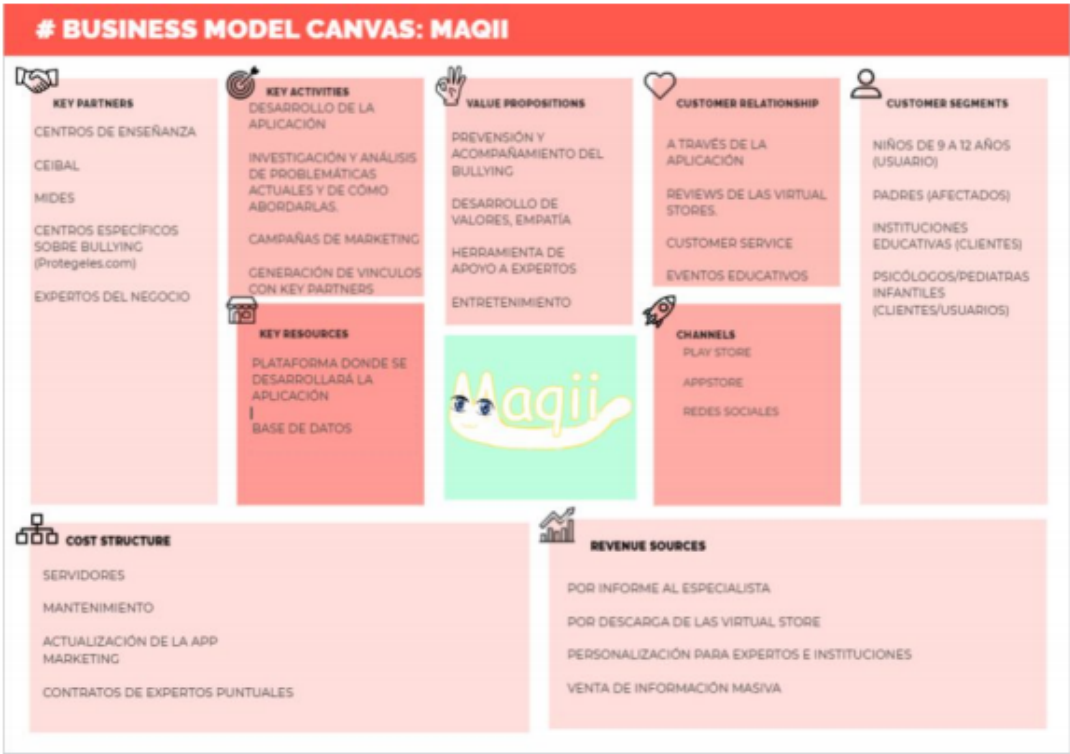 # BUSINESS MODEL CANVAS: MAQII
KEY PARTNERS
CENTROS DE ENSEÑANZA
CEIBAL
MIDES
CENTROS ESPECÍFICOS
SOBRE BULLYING
(Protegeles.com)
EXPERTOS DEL NEGOCIO
KEY ACTIVITIES
DESARROLLO DE LA
APLICACIÓN
INVESTIGACIÓN Y ANÁLISIS
DE PROBLEMÁTICAS
ACTUALES Y DE CÓMO
ABORDARLAS.
CAMPAÑAS DE MARKETING
GENERACIÓN DE VINCULOS
CON KEY PARTNERS
KEY RESOURCES
PLATAFORMA DONDE SE
DESARROLLARÁ LA
APLICACIÓN
BASE DE DATOS
VALUE PROPOSITIONS
PREVENSIÓN Y
ACOMPAÑAMIENTO DEL
BULLYING
DESARROLLO DE
VALORES, EMPATÍA
HERRAMIENTA DE
APOYO A EXPERTOS
ENTRETENIMIENTO
Maqii
CUSTOMER RELATIONSHIP
A TRAVÉS DE LA
APLICACIÓN
REVIEWS DE LAS VIRTUAL
STORES.
CUSTOMER SERVICE
EVENTOS EDUCATIVOS
CHANNELS
PLAY STORE
APPSTORE
REDES SOCIALES
CUSTOMER SEGMENTS
NIÑOS DE 9 A 12 AÑOS
(USUARIO)
PADRES (AFECTADOS)
INSTITUCIONES
EDUCATIVAS (CLIENTES)
PSICÓLOGOS/PEDIATRAS
INFANTILES
(CLIENTES/USUARIOS)
COST STRUCTURE
SERVIDORES
MANTENIMIENTO
ACTUALIZACIÓN DE LA APP
MARKETING
CONTRATOS DE EXPERTOS PUNTUALES
REVENUE SOURCES
POR INFORME AL ESPECIALISTA
POR DESCARGA DE LAS VIRTUAL STORE
PERSONALIZACIÓN PARA EXPERTOS E INSTITUCIONES
VENTA DE INFORMACIÓN MASIVA